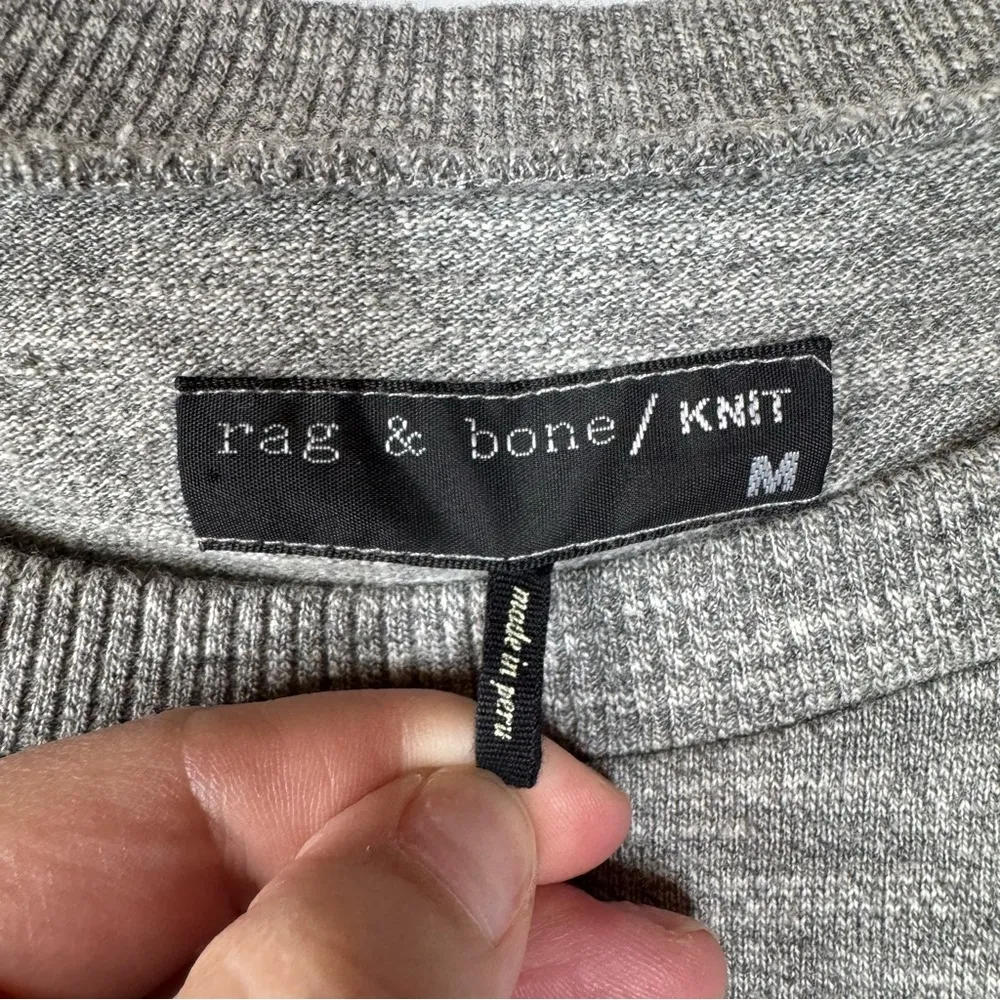 rag & bone/KNIT
M
made in peru